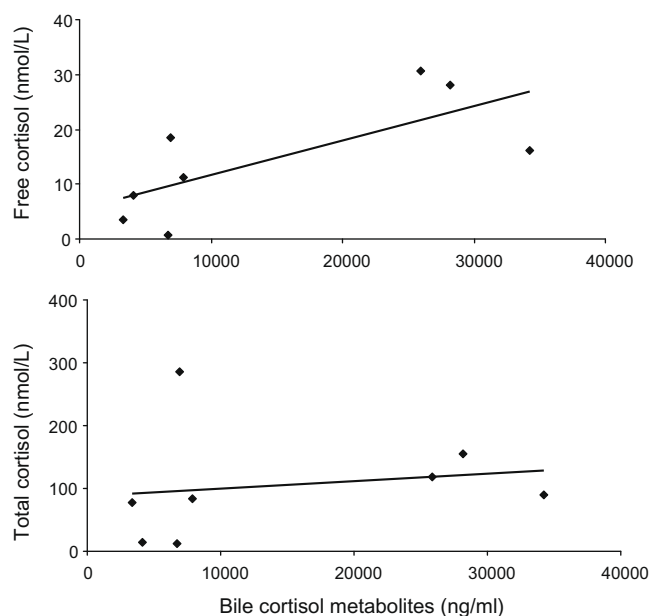 Free cortisol (nmol/L)
40
30
20
10
0
0 10000 20000 30000 40000
Total cortisol (nmol/L)
400
300
200
100
0
0 10000 20000 30000 40000
Bile cortisol metabolites (ng/ml)